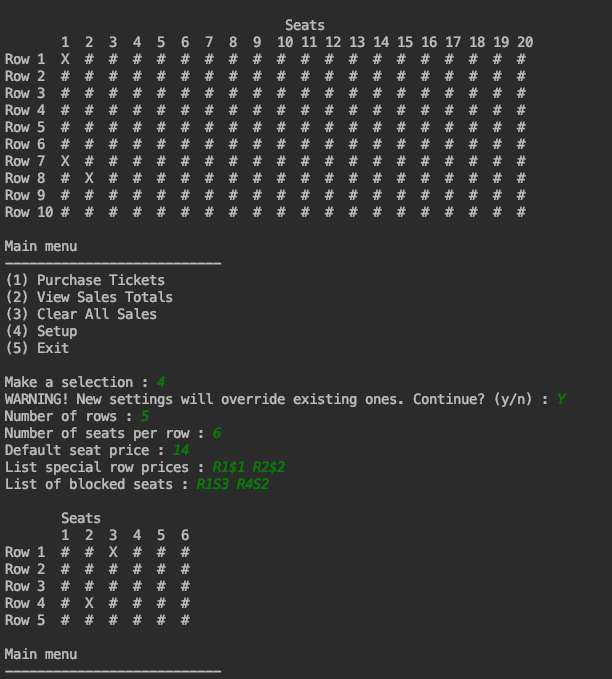 Seats
       1  2  3  4  5  6  7  8  9  10 11 12 13 14 15 16 17 18 19 20
Row 1  X  #  #  #  #  #  #  #  #  #  #  #  #  #  #  #  #  #  #  #
Row 2  #  #  #  #  #  #  #  #  #  #  #  #  #  #  #  #  #  #  #  #
Row 3  #  #  #  #  #  #  #  #  #  #  #  #  #  #  #  #  #  #  #  #
Row 4  #  #  #  #  #  #  #  #  #  #  #  #  #  #  #  #  #  #  #  #
Row 5  #  #  #  #  #  #  #  #  #  #  #  #  #  #  #  #  #  #  #  #
Row 6  #  #  #  #  #  #  #  #  #  #  #  #  #  #  #  #  #  #  #  #
Row 7  X  #  #  #  #  #  #  #  #  #  #  #  #  #  #  #  #  #  #  #
Row 8  #  X  #  #  #  #  #  #  #  #  #  #  #  #  #  #  #  #  #  #
Row 9  #  #  #  #  #  #  #  #  #  #  #  #  #  #  #  #  #  #  #  #
Row 10 #  #  #  #  #  #  #  #  #  #  #  #  #  #  #  #  #  #  #  #
Main menu
---------------------------
(1) Purchase Tickets
(2) View Sales Totals
(3) Clear All Sales
(4) Setup
(5) Exit
Make a selection : 4
WARNING! New settings will override existing ones. Continue? (y/n) : Y
Number of rows : 5
Number of seats per row : 6
Default seat price : 14
List special row prices : R1$1 R2$2
List of blocked seats : R1S3 R4S2
       Seats
       1  2  3  4  5  6
Row 1  #  #  X  #  #  #
Row 2  #  #  #  #  #  #
Row 3  #  #  #  #  #  #
Row 4  #  X  #  #  #  #
Row 5  #  #  #  #  #  #
Main menu
---------------------------